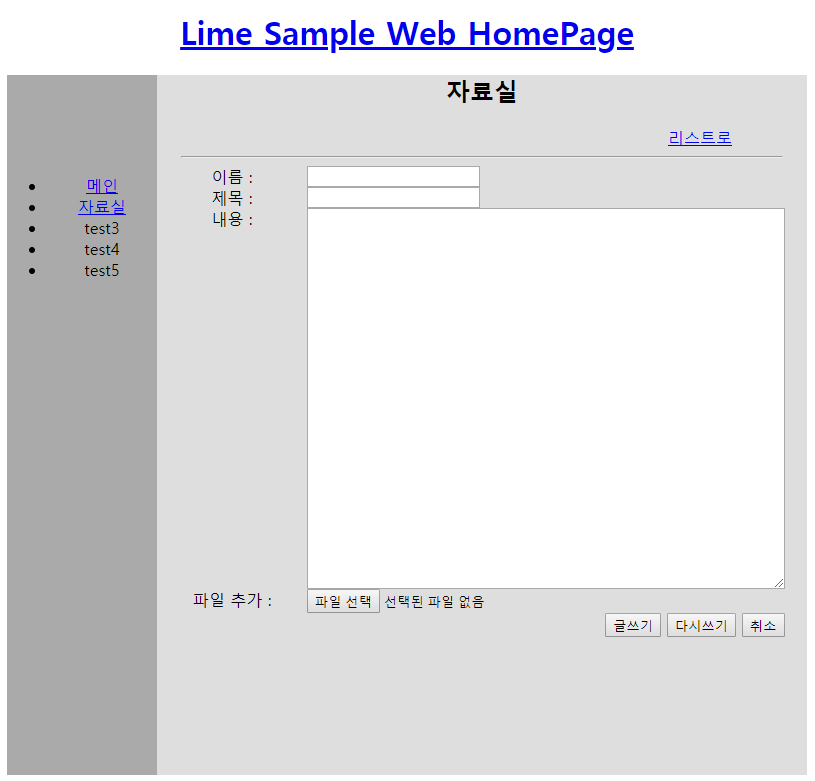 Lime Sample Web HomePage
메인
자료실
test3
test4
test5
자료실
리스트로
이름 :
제목 :
내용 :
파일 추가 : 파일 선택 선택된 파일 없음
글쓰기 다시쓰기 취소